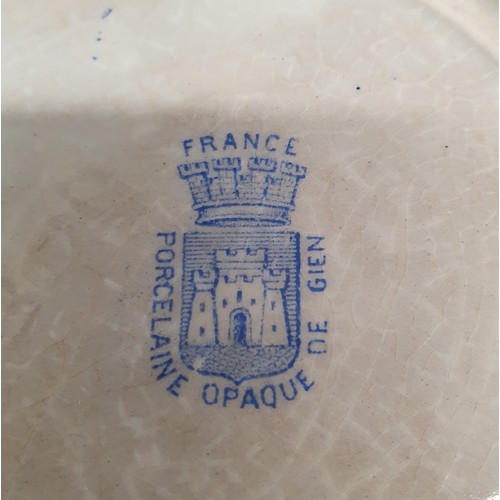 FRANCE
PORCELAINE OPAQUE DE GIEN